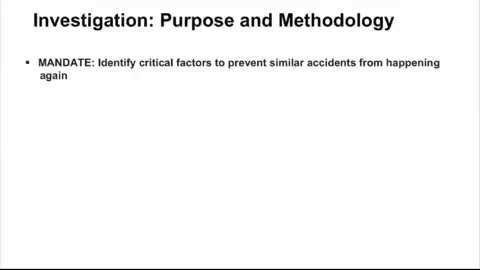 Investigation: Purpose and Methodology
▪ MANDATE: Identify critical factors to prevent similar accidents from happening
again